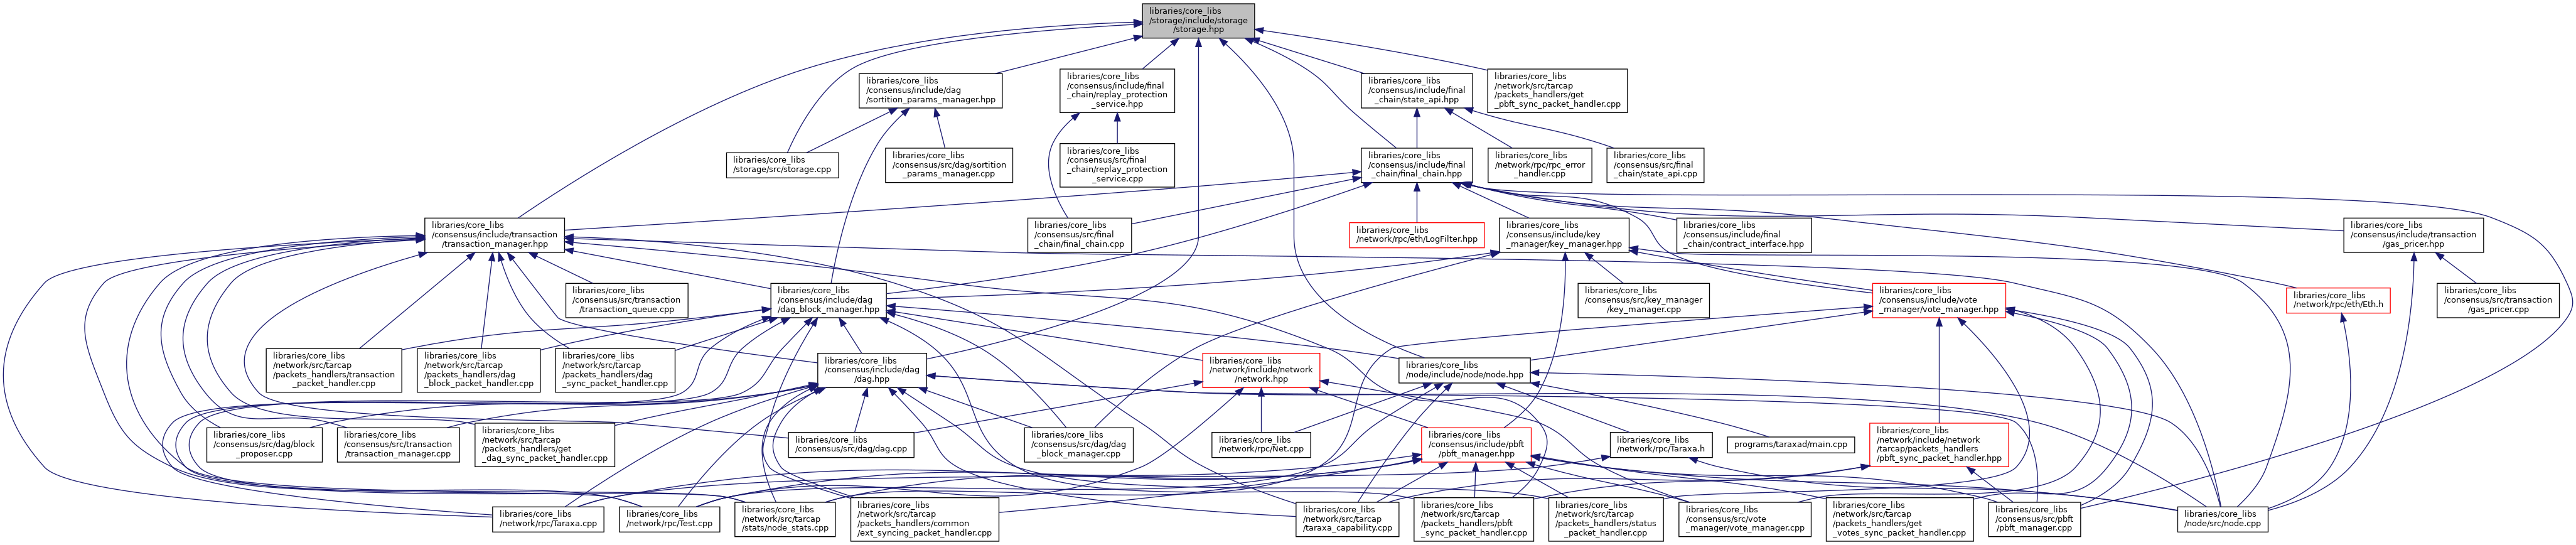 libraries/core_libs
/storage/include/storage
/storage.hpp
libraries/core_libs
/consensus/include/dag
/sortition_params_manager.hpp
libraries/core_libs
/consensus/include/final
_chain/replay_protection
_service.hpp
libraries/core_libs
/consensus/include/final
_chain/state_api.hpp
libraries/core_libs
/network/src/tarcap
/packets_handlers/get
_pbft_sync_packet_handler.cpp
libraries/core_libs
/storage/src/storage.cpp
libraries/core_libs
/consensus/src/dag/sortition
_params_manager.cpp
libraries/core_libs
/consensus/src/final
_chain/replay_protection
_service.cpp
libraries/core_libs
/consensus/include/final
_chain/final_chain.hpp
libraries/core_libs
/network/rpc/rpc_error
_handler.cpp
libraries/core_libs
/consensus/src/final
_chain/state_api.cpp
libraries/core_libs
/consensus/include/transaction
/transaction_manager.hpp
libraries/core_libs
/consensus/src/final
_chain/final_chain.cpp
libraries/core_libs
/network/rpc/eth/LogFilter.hpp
libraries/core_libs
/consensus/include/key
_manager/key_manager.hpp
libraries/core_libs
/consensus/include/final
_chain/contract_interface.hpp
libraries/core_libs
/consensus/include/transaction
/gas_pricer.hpp
libraries/core_libs
/consensus/src/transaction
/transaction_queue.cpp
libraries/core_libs
/consensus/include/dag
/dag_block_manager.hpp
libraries/core_libs
/consensus/src/key_manager
/key_manager.cpp
libraries/core_libs
/consensus/include/vote
_manager/vote_manager.hpp
libraries/core_libs
/network/rpc/eth/Eth.h
libraries/core_libs
/consensus/src/transaction
/gas_pricer.cpp
libraries/core_libs
/network/src/tarcap
/packets_handlers/transaction
_packet_handler.cpp
libraries/core_libs
/network/src/tarcap
/packets_handlers/dag
_block_packet_handler.cpp
libraries/core_libs
/network/src/tarcap
/packets_handlers/dag
_sync_packet_handler.cpp
libraries/core_libs
/consensus/include/dag
/dag.hpp
libraries/core_libs
/network/include/network
/network.hpp
libraries/core_libs
/node/include/node/node.hpp
libraries/core_libs
/consensus/src/dag/block
_proposer.cpp
libraries/core_libs
/consensus/src/transaction
/transaction_manager.cpp
libraries/core_libs
/network/src/tarcap
/packets_handlers/get
_dag_sync_packet_handler.cpp
libraries/core_libs
/consensus/src/dag/dag.cpp
libraries/core_libs
/consensus/src/dag/dag
_block_manager.cpp
libraries/core_libs
/network/rpc/Net.cpp
libraries/core_libs
/consensus/include/pbft
/pbft_manager.hpp
libraries/core_libs
/network/rpc/Taraxa.h
programs/taraxad/main.cpp
libraries/core_libs
/network/include/network
/tarcap/packets_handlers
/pbft_sync_packet_handler.hpp
libraries/core_libs
/network/rpc/Taraxa.cpp
libraries/core_libs
/network/rpc/Test.cpp
libraries/core_libs
/network/src/tarcap
/stats/node_stats.cpp
libraries/core_libs
/network/src/tarcap
/packets_handlers/common
/ext_syncing_packet_handler.cpp
libraries/core_libs
/network/src/tarcap
/taraxa_capability.cpp
libraries/core_libs
/network/src/tarcap
/packets_handlers/pbft
_sync_packet_handler.cpp
libraries/core_libs
/network/src/tarcap
/packets_handlers/status
_packet_handler.cpp
libraries/core_libs
/consensus/src/vote
_manager/vote_manager.cpp
libraries/core_libs
/network/src/tarcap
/packets_handlers/get
_votes_sync_packet_handler.cpp
libraries/core_libs
/consensus/src/pbft
/pbft_manager.cpp
libraries/core_libs
/node/src/node.cpp